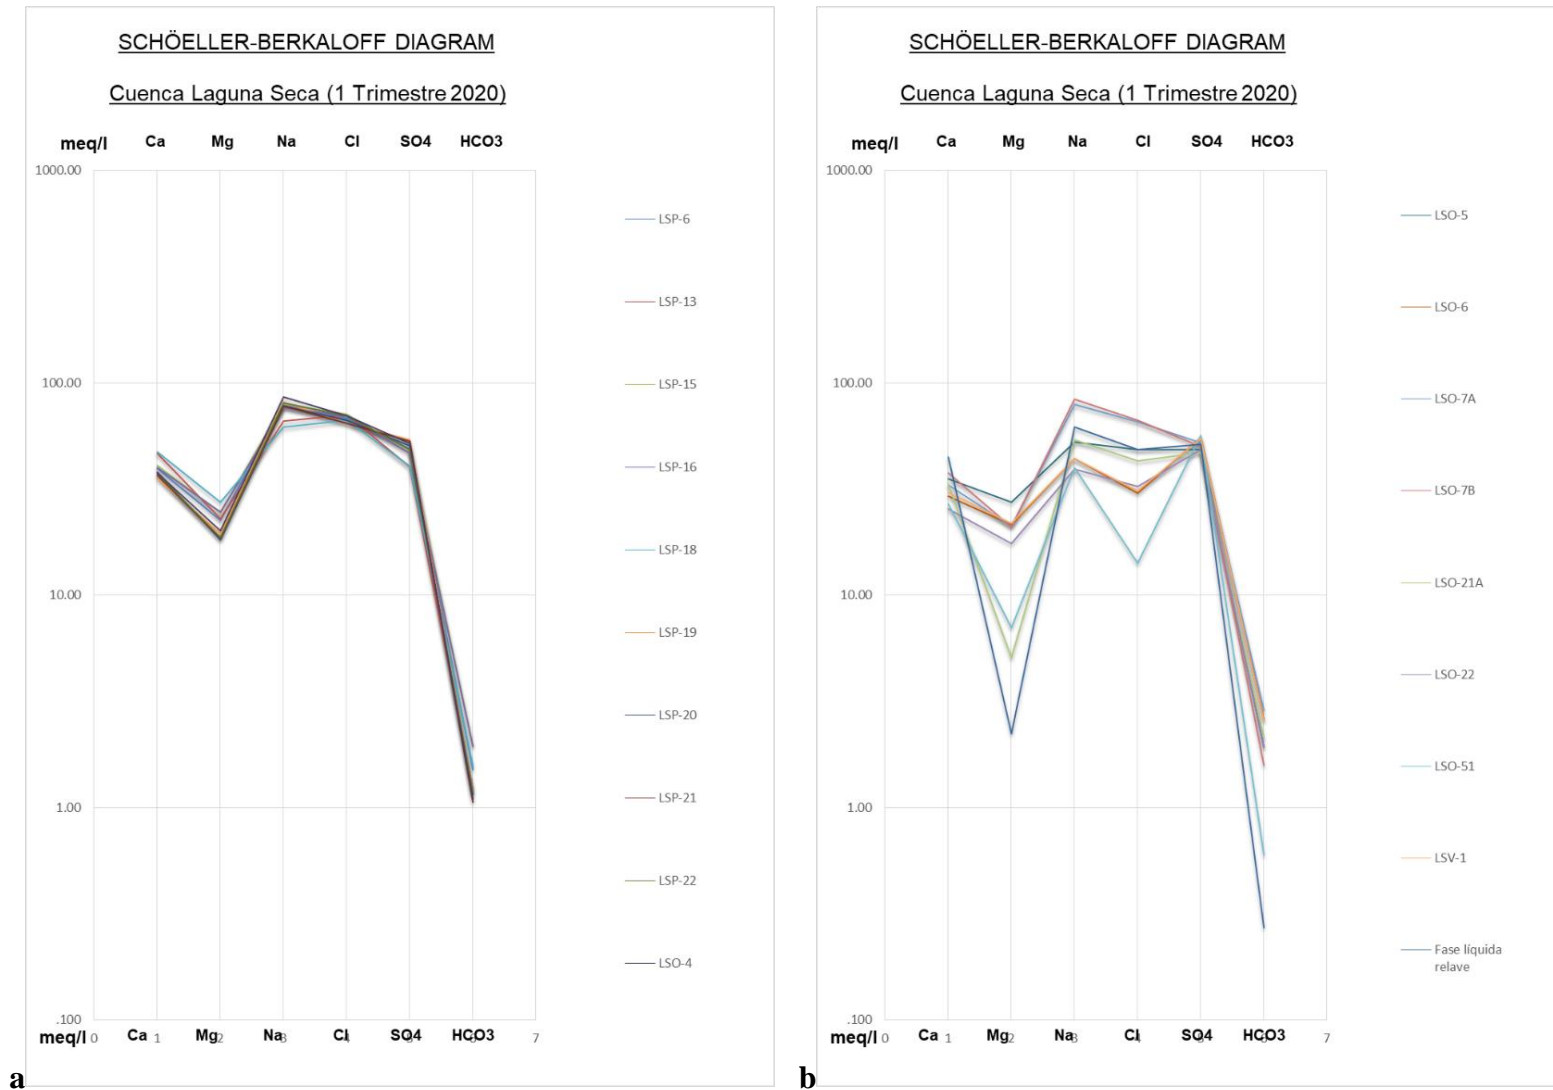 SCHÖELLER-BERKALOFF DIAGRAM
Cuenca Laguna Seca (1 Trimestre 2020)
meq/l Ca Mg Na Cl SO4 HCO3
1000.00
LSP-6
LSP-13
100.00
LSP-15
LSP-16
LSP-18
10.00
LSP-19
LSP-20
LSP-21
1.00
LSP-22
LSO-4
.100
meq/l 0 Ca 1 Mg 2 Na 3 Cl 4 SO4 5 HCO3 6 7
a
SCHÖELLER-BERKALOFF DIAGRAM
Cuenca Laguna Seca (1 Trimestre 2020)
meq/l Ca Mg Na Cl SO4 HCO3
1000.00
LSO-5
LSO-6
100.00
LSO-7A
LSO-7B
LSO-21A
10.00
LSO-22
LSO-51
1.00
LSV-1
Fase líquida
relave
.100
meq/l 0 Ca 1 Mg 2 Na 3 Cl 4 SO4 5 HCO3 6 7
b